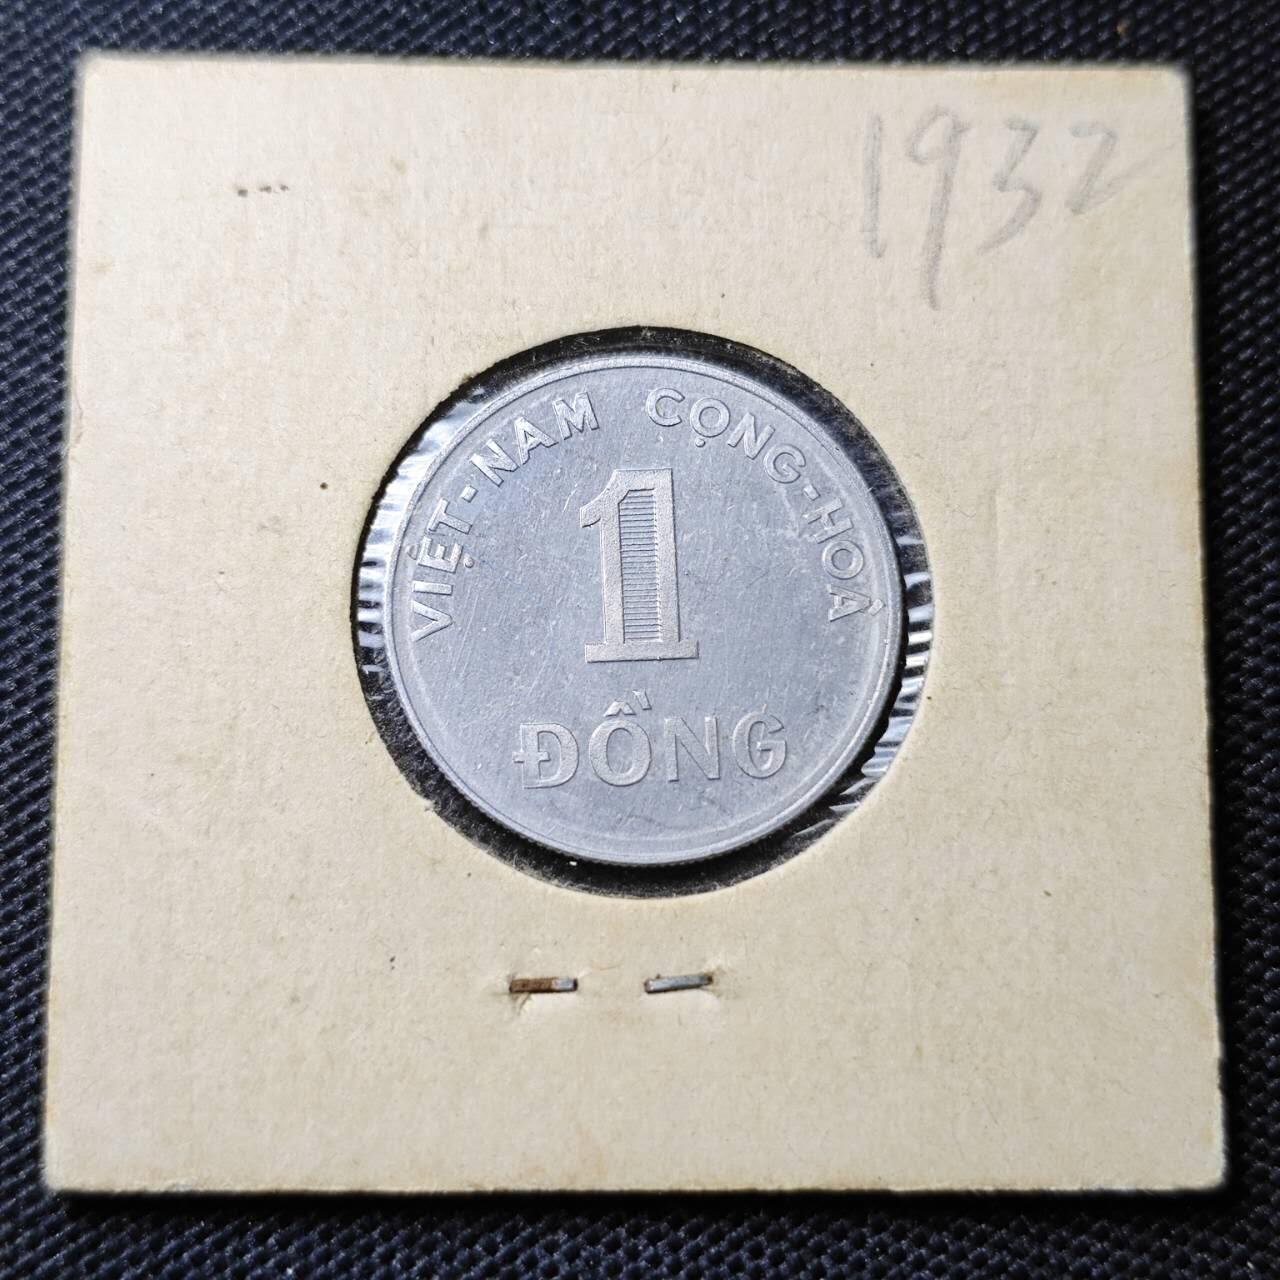 1932
VIỆT-NAM CỘNG-HOÀ
1
ĐỒNG